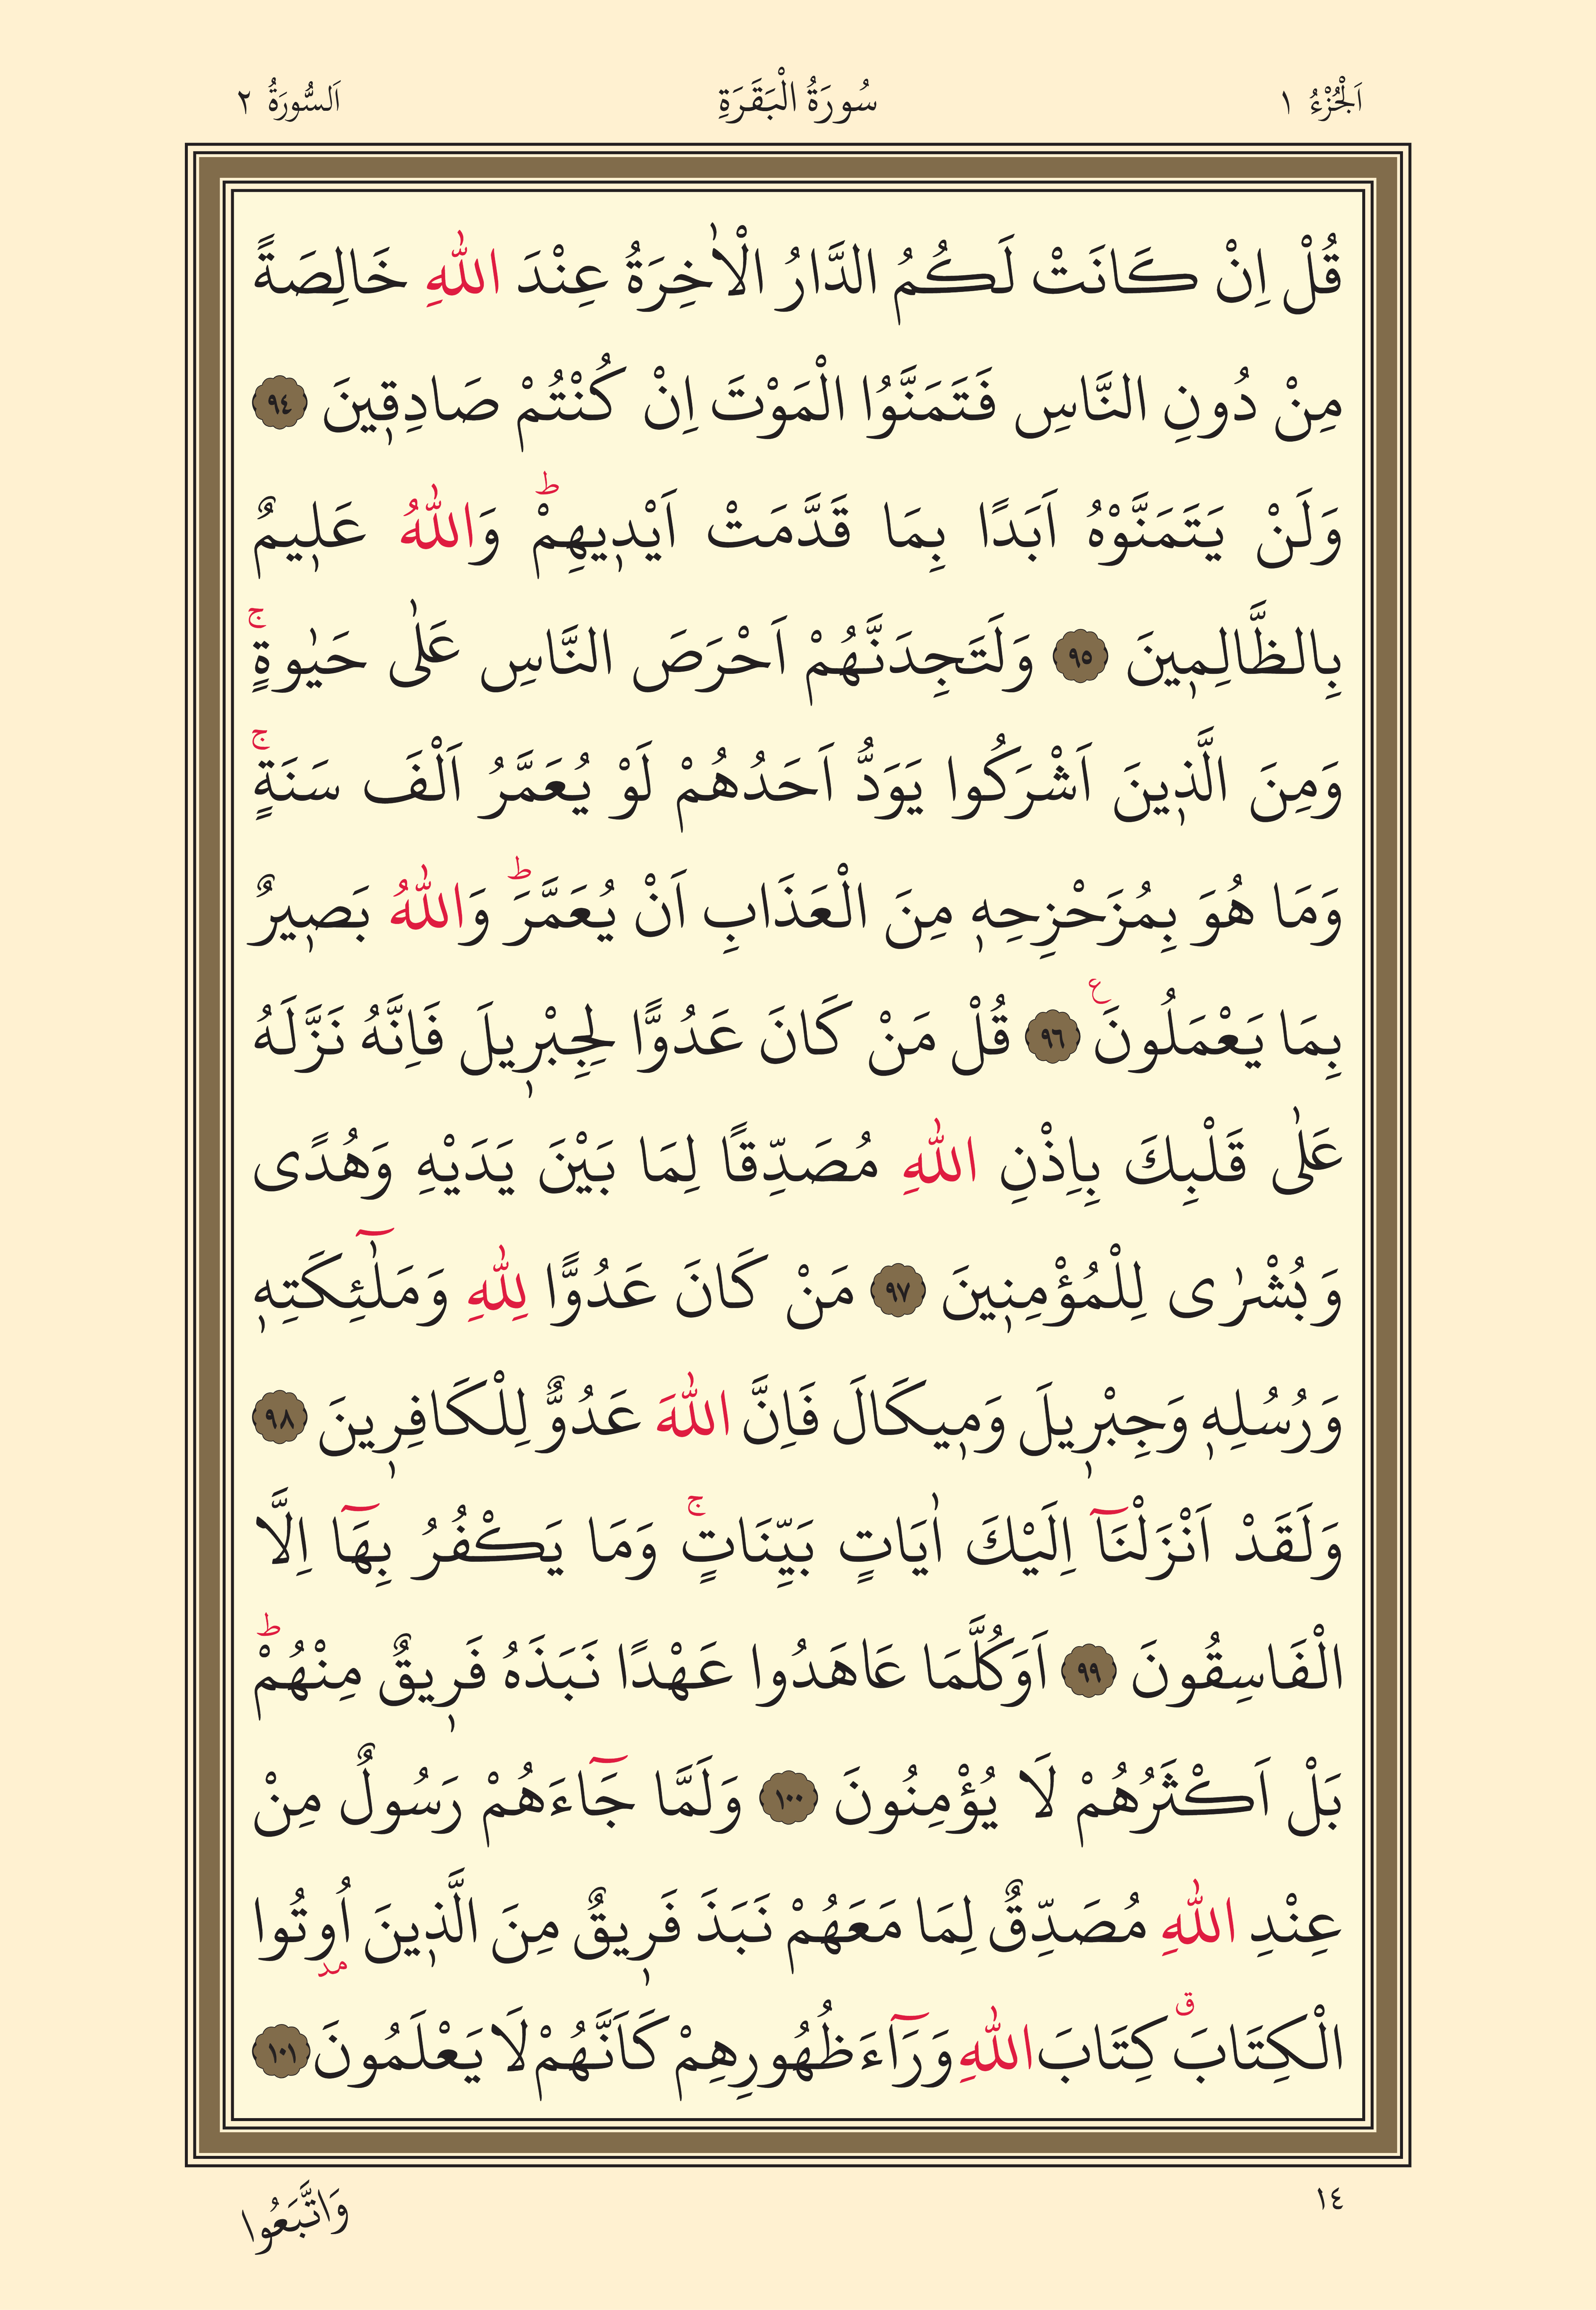 اَلْجُزْءُ ١ سُورَةُ الْبَقَرَةِ اَلسُّورَةُ ٢
قُلْ اِنْ كَانَتْ لَكُمُ الدَّارُ الْاٰخِرَةُ عِنْدَ اللّٰهِ خَالِصَةً
مِنْ دُونِ النَّاسِ فَتَمَنَّوُا الْمَوْتَ اِنْ كُنْتُمْ صَادِقٖينَ ٩٤
وَلَنْ يَتَمَنَّوْهُ اَبَدًا بِمَا قَدَّمَتْ اَيْدٖيهِمْؕ وَاللّٰهُ عَلٖيمٌ
بِالظَّالِمٖينَ ٩٥ وَلَتَجِدَنَّهُمْ اَحْرَصَ النَّاسِ عَلٰى حَيٰوةٍۚ
وَمِنَ الَّذٖينَ اَشْرَكُوا يَوَدُّ اَحَدُهُمْ لَوْ يُعَمَّرُ اَلْفَ سَنَةٍۚ
وَمَا هُوَ بِمُزَحْزِحِهٖ مِنَ الْعَذَابِ اَنْ يُعَمَّرَؕ وَاللّٰهُ بَصٖيرٌ
بِمَا يَعْمَلُونَࣖ ٩٦ قُلْ مَنْ كَانَ عَدُوًّا لِجِبْرٖيلَ فَاِنَّهُ نَزَّلَهُ
عَلٰى قَلْبِكَ بِاِذْنِ اللّٰهِ مُصَدِّقًا لِمَا بَيْنَ يَدَيْهِ وَهُدًى
وَبُشْرٰى لِلْمُؤْمِنٖينَ ٩٧ مَنْ كَانَ عَدُوًّا لِلّٰهِ وَمَلٰٓئِكَتِهٖ
وَرُسُلِهٖ وَجِبْرٖيلَ وَمٖيكَالَ فَاِنَّ اللّٰهَ عَدُوٌّ لِلْكَافِرٖينَ ٩٨
وَلَقَدْ اَنْزَلْنَٓا اِلَيْكَ اٰيَاتٍ بَيِّنَاتٍۚ وَمَا يَكْفُرُ بِهَٓا اِلَّا
الْفَاسِقُونَ ٩٩ اَوَكُلَّمَا عَاهَدُوا عَهْدًا نَبَذَهُ فَرٖيقٌ مِنْهُمْؕ
بَلْ اَكْثَرُهُمْ لَا يُؤْمِنُونَ ١٠٠ وَلَمَّا جَٓاءَهُمْ رَسُولٌ مِنْ
عِنْدِ اللّٰهِ مُصَدِّقٌ لِمَا مَعَهُمْ نَبَذَ فَرٖيقٌ مِنَ الَّذٖينَ اُو۫تُوا
الْكِتَابَࣗ كِتَابَ اللّٰهِ وَرَٓاءَ ظُهُورِهِمْ كَاَنَّهُمْ لَا يَعْلَمُونَ ١٠١
١٤ وَاتَّبَعُوا